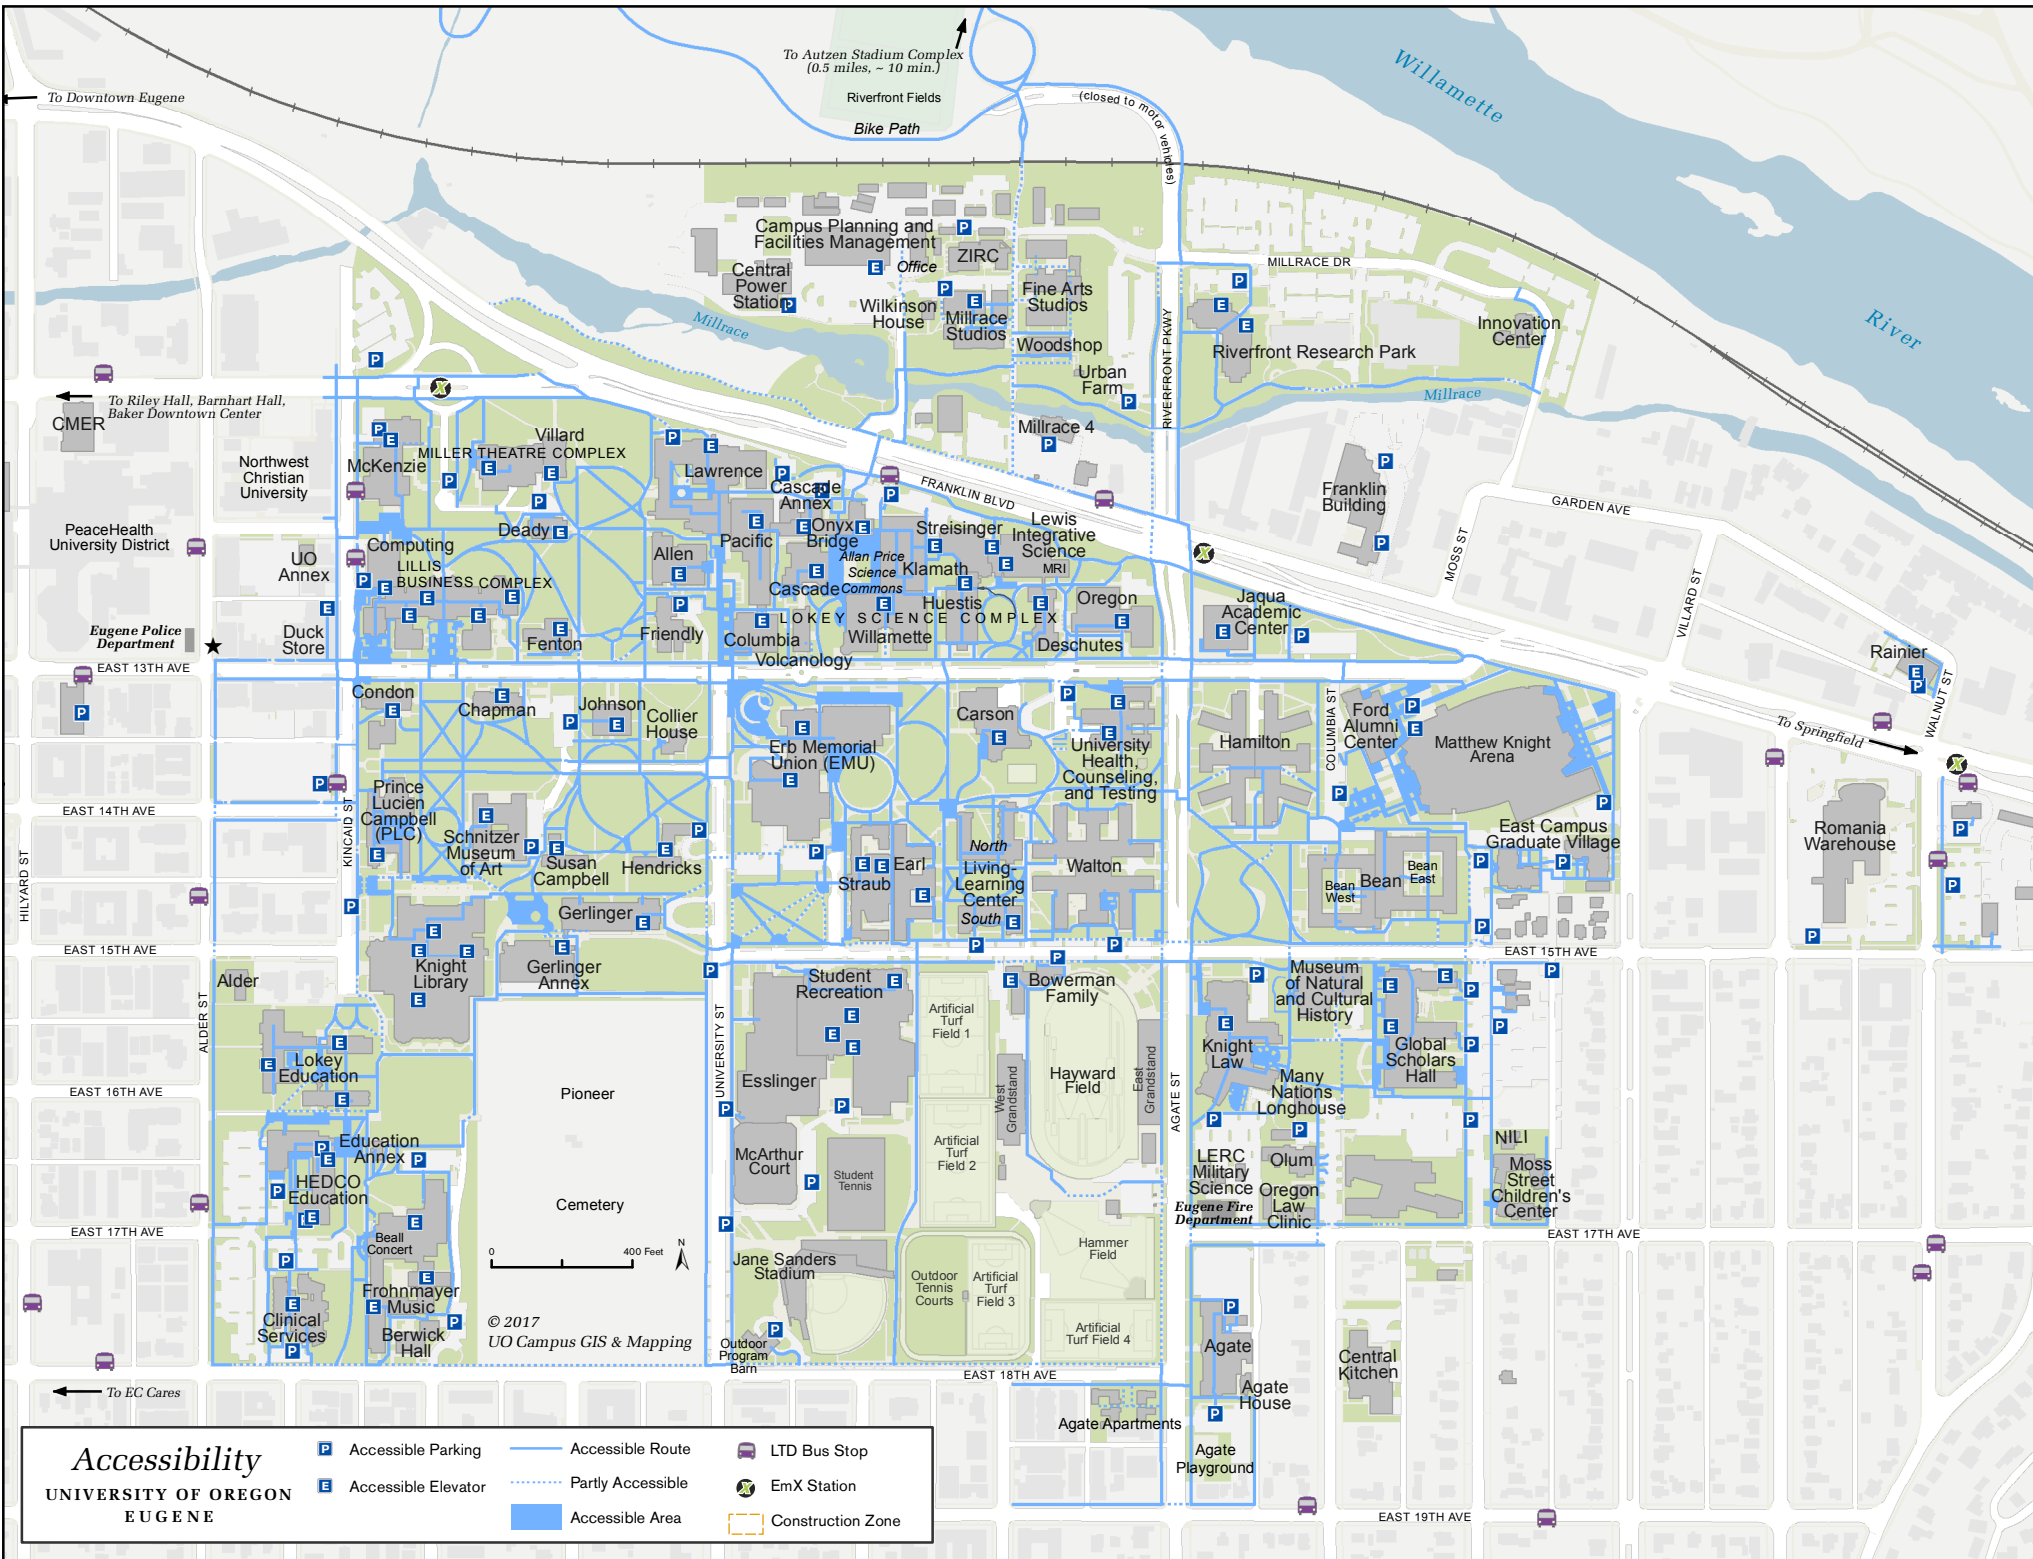 To Autzen Stadium Complex
(0.5 miles, ~ 10 min.)
Riverfront Fields
Bike Path
(closed to motor vehicles)
Willamette
River
To Downtown Eugene
Campus Planning and
Facilities Management
Office
ZIRC
Central
Power
Station
Wilkinson
House
Millrace
Studios
Fine Arts
Studios
Woodshop
Urban
Farm
Millrace
RIVERFRONT PKWY
MILLRACE DR
Riverfront Research Park
Innovation
Center
Millrace
To Riley Hall, Barnhart Hall,
Baker Downtown Center
CMER
Northwest
Christian
University
PeaceHealth
University District
UO
Annex
Duck
Store
Eugene Police
Department
EAST 13TH AVE
McKenzie
Villard
MILLER THEATRE COMPLEX
Deady
Computing
LILLIS
BUSINESS COMPLEX
Fenton
Lawrence
Allen
Friendly
Pacific
Cascade
Annex
Onyx
Bridge
Allan Price
Science
Commons
Cascade
Columbia
Volcanology
LOKEY SCIENCE COMPLEX
Willamette
Streisinger
Klamath
Huestis
Lewis
Integrative
Science
MRI
Oregon
Deschutes
Millrace 4
FRANKLIN BLVD
Jaqua
Academic
Center
Franklin
Building
MOSS ST
GARDEN AVE
VILLARD ST
Rainier
WALNUT ST
To Springfield
Condon
Chapman
Johnson
Collier
House
Prince
Lucien
Campbell
(PLC)
Schnitzer
Museum
of Art
Susan
Campbell
Hendricks
Gerlinger
Gerlinger
Annex
Knight
Library
Erb Memorial
Union (EMU)
Straub
Earl
Carson
University
Health,
Counseling,
and Testing
North
Living-
Learning
Center
South
Walton
Hamilton
COLUMBIA ST
Ford
Alumni
Center
Matthew Knight
Arena
Bean
West
Bean
Bean
East
East Campus
Graduate Village
Romania
Warehouse
EAST 14TH AVE
KINCAID ST
HILYARD ST
EAST 15TH AVE
EAST 15TH AVE
Alder
ALDER ST
Lokey
Education
EAST 16TH AVE
Education
Annex
HEDCO
Education
Beall
Concert
Frohnmayer
Music
Berwick
Hall
Clinical
Services
EAST 17TH AVE
Pioneer
Cemetery
0
400 Feet
N
© 2017
UO Campus GIS & Mapping
UNIVERSITY ST
Student
Recreation
Esslinger
McArthur
Court
Student
Tennis
Jane Sanders
Stadium
Outdoor
Program
Barn
Artificial
Turf
Field 1
Artificial
Turf
Field 2
Outdoor
Tennis
Courts
Artificial
Turf
Field 3
Artificial
Turf Field 4
Hammer
Field
Bowerman
Family
West
Grandstand
Hayward
Field
East
Grandstand
AGATE ST
Knight
Law
Museum
of Natural
and Cultural
History
Many
Nations
Longhouse
Global
Scholars
Hall
LERC
Military
Science
Eugene Fire
Department
Olum
Oregon
Law
Clinic
NILI
Moss
Street
Children's
Center
EAST 17TH AVE
EAST 18TH AVE
Agate
Agate
House
Agate Apartments
Agate
Playground
Central
Kitchen
EAST 19TH AVE
To EC Cares
Accessibility
UNIVERSITY OF OREGON
EUGENE
P Accessible Parking
E Accessible Elevator
Accessible Route
Partly Accessible
Accessible Area
LTD Bus Stop
EmX Station
Construction Zone